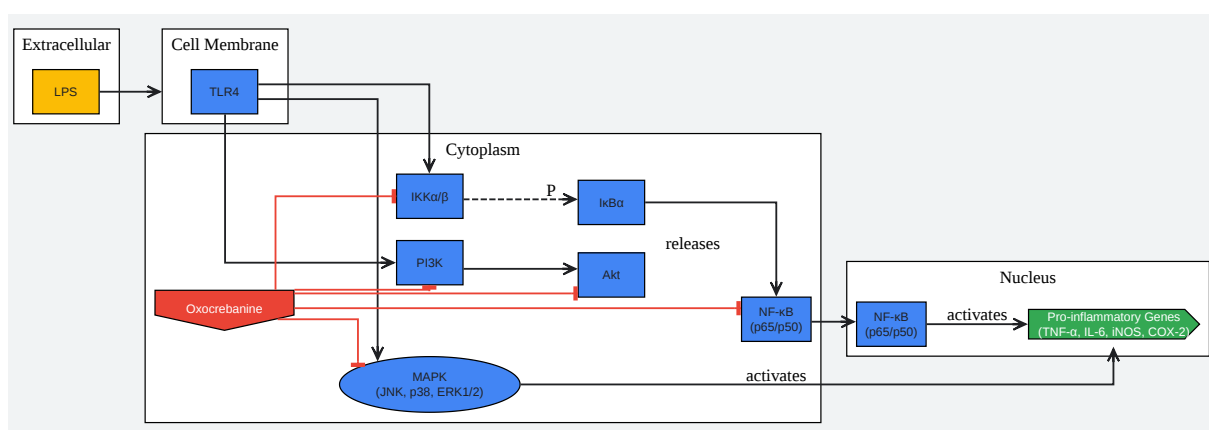 Extracellular
Cell Membrane
LPS
TLR4
Cytoplasm
IKKα/β
P
IκBα
releases
PI3K
Akt
Nucleus
Oxocrebanine
NF-κB
(p65/p50)
NF-κB
(p65/p50)
activates
Pro-inflammatory Genes
(TNF-α, IL-6, iNOS, COX-2)
MAPK
(JNK, p38, ERK1/2)
activates